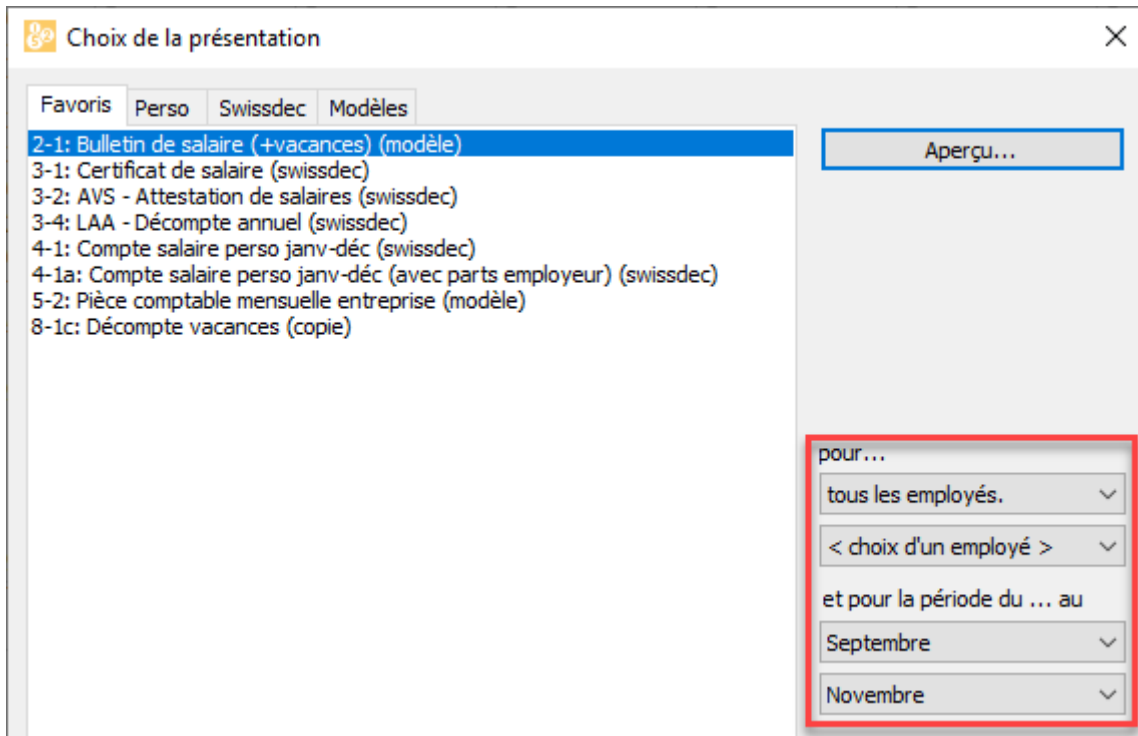 Choix de la présentation
Favoris Perso Swissdec Modèles
2-1: Bulletin de salaire (+vacances) (modèle)
3-1: Certificat de salaire (swissdec)
3-2: AVS - Attestation de salaires (swissdec)
3-4: LAA - Décompte annuel (swissdec)
4-1: Compte salaire perso janv-déc (swissdec)
4-1a: Compte salaire perso janv-déc (avec parts employeur) (swissdec)
5-2: Pièce comptable mensuelle entreprise (modèle)
8-1c: Décompte vacances (copie)
Aperçu...
pour...
tous les employés.
< choix d'un employé >
et pour la période du ... au
Septembre
Novembre